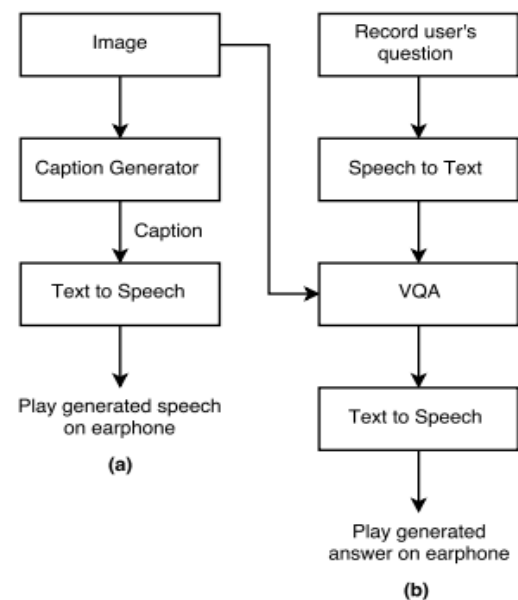 Image
Caption Generator
Caption
Text to Speech
Play generated speech
on earphone
(a)
Record user's
question
Speech to Text
VQA
Text to Speech
Play generated
answer on earphone
(b)